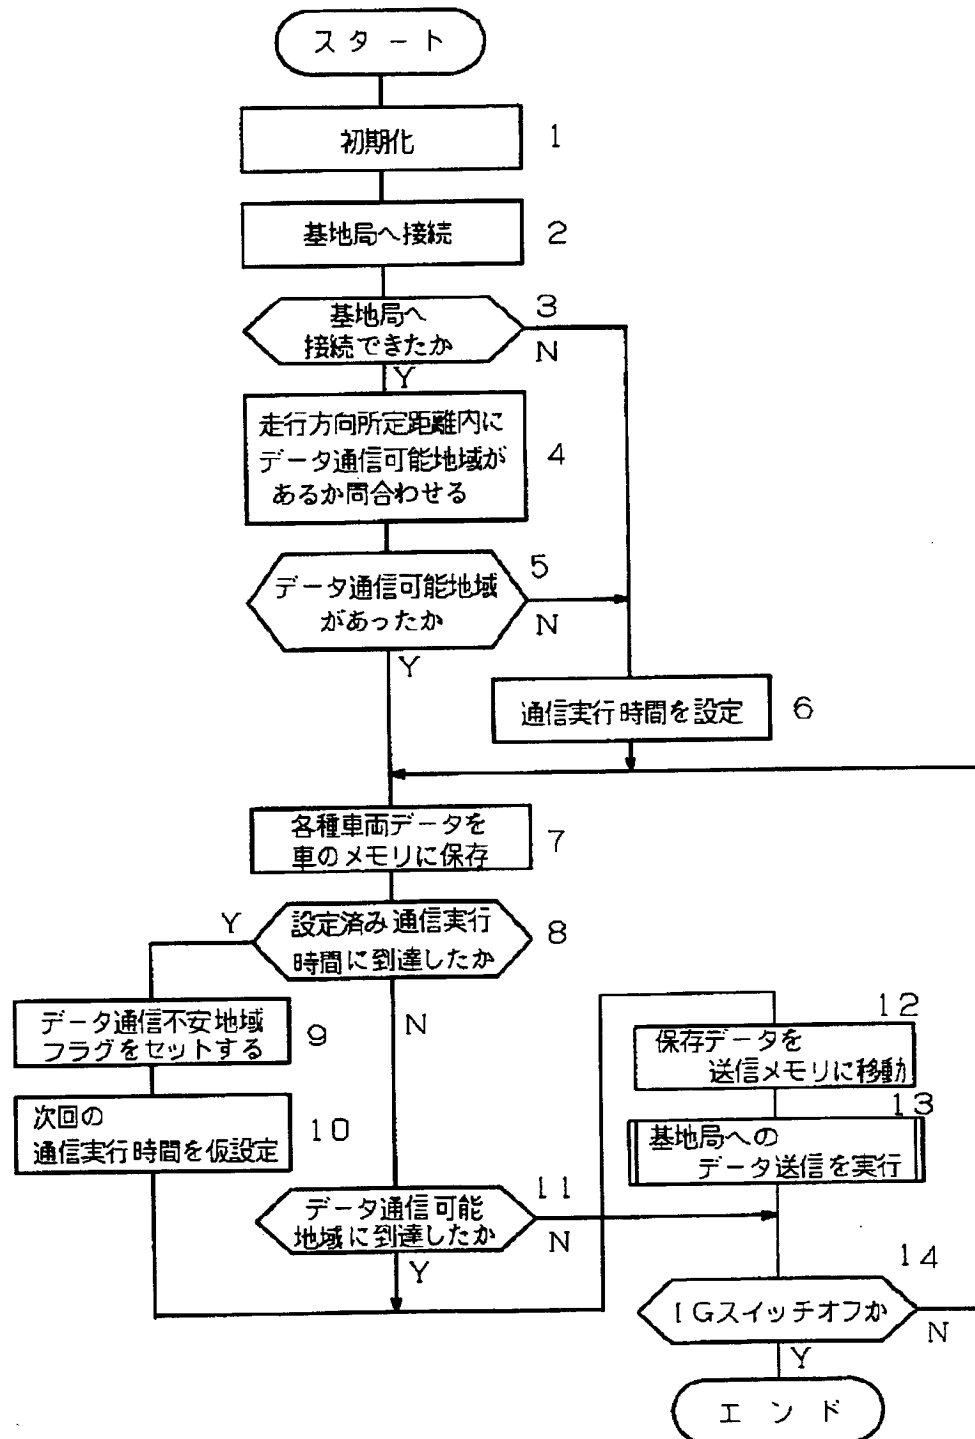 スタート
初期化
1
基地局へ接続
2
基地局へ
接続できたか
3
N
Y
走行方向所定距離内に
データ通信可能地域が
あるか問合わせる
4
データ通信可能地域
があったか
5
N
Y
通信実行時間を設定
6
各種車両データを
車のメモリに保存
7
設定済み通信実行
時間に到達したか
8
Y
N
データ通信不安地域
フラグをセットする
9
次回の
通信実行時間を仮設定
10
データ通信可能
地域に到達したか
11
N
Y
保存データを
送信メモリに移動
12
基地局への
データ送信を実行
13
IGスイッチオフか
14
N
Y
エンド